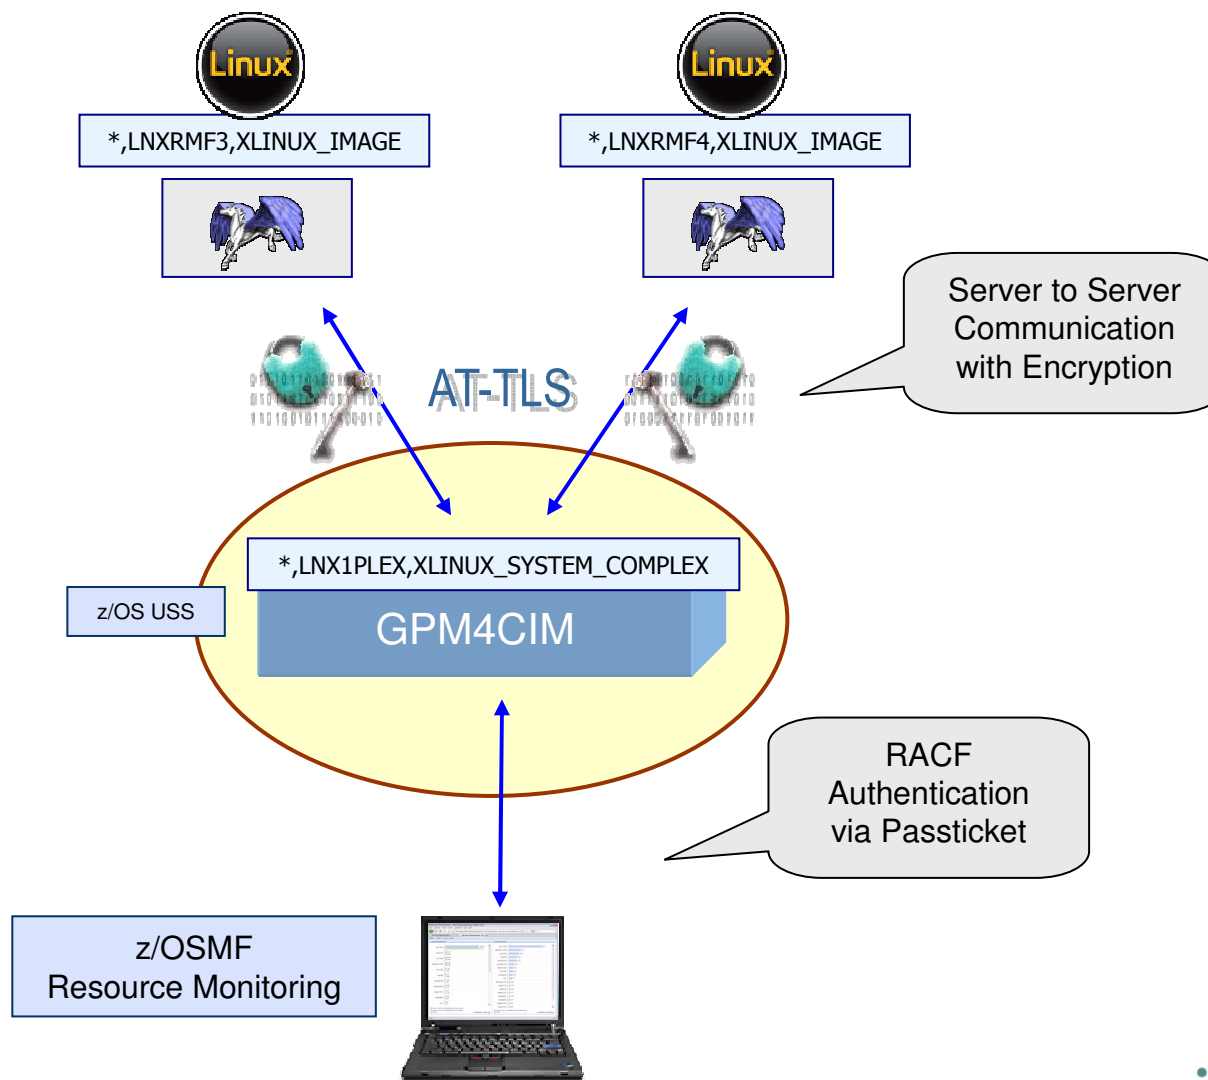 Linux
Linux
*,LNXRMF3,XLINUX_IMAGE
*,LNXRMF4,XLINUX_IMAGE
Server to Server
Communication
with Encryption
AT-TLS
*,LNX1PLEX,XLINUX_SYSTEM_COMPLEX
z/OS USS
GPM4CIM
RACF
Authentication
via Passticket
z/OSMF
Resource Monitoring